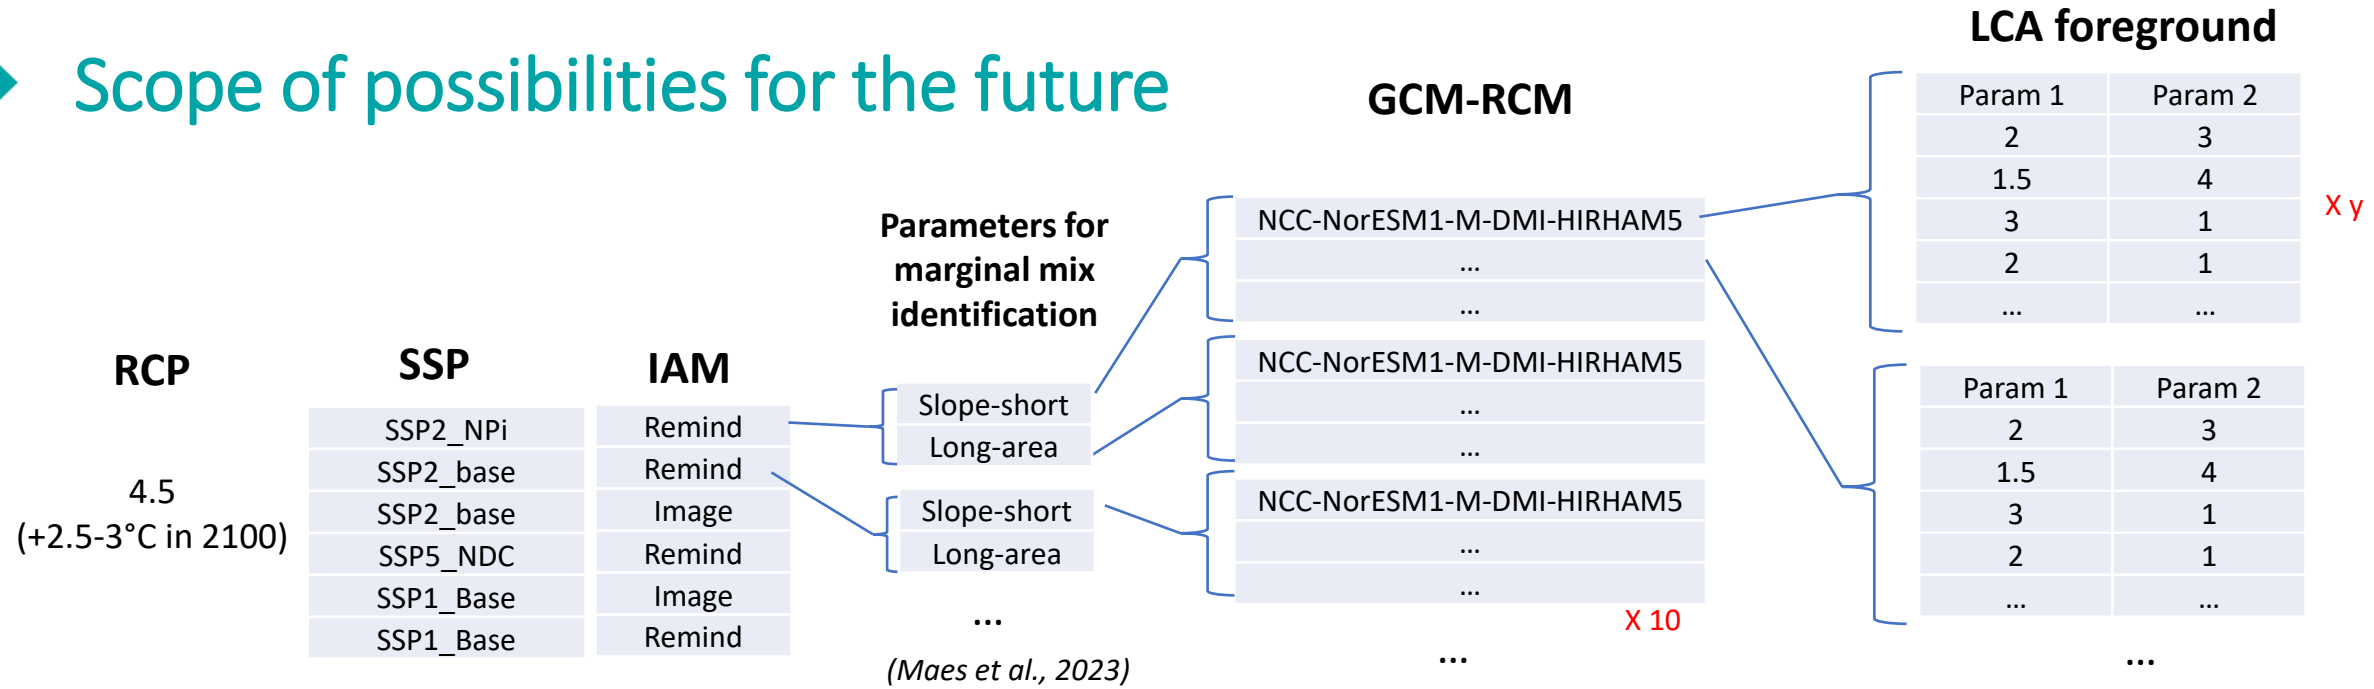 Scope of possibilities for the future
RCP
4.5
(+2.5-3°C in 2100)
SSP
SSP2_NPi
SSP2_base
SSP2_base
SSP5_NDC
SSP1_Base
SSP1_Base
IAM
Remind
Remind
Image
Remind
Image
Remind
Parameters for
marginal mix
identification
Slope-short
Long-area
Slope-short
Long-area
...
(Maes et al., 2023)
GCM-RCM
NCC-NorESM1-M-DMI-HIRHAM5
...
...
NCC-NorESM1-M-DMI-HIRHAM5
...
...
NCC-NorESM1-M-DMI-HIRHAM5
...
...
X 10
...
LCA foreground
Param 1 Param 2
2 3
1.5 4
3 1
2 1
... ...
X y
Param 1 Param 2
2 3
1.5 4
3 1
2 1
... ...
...